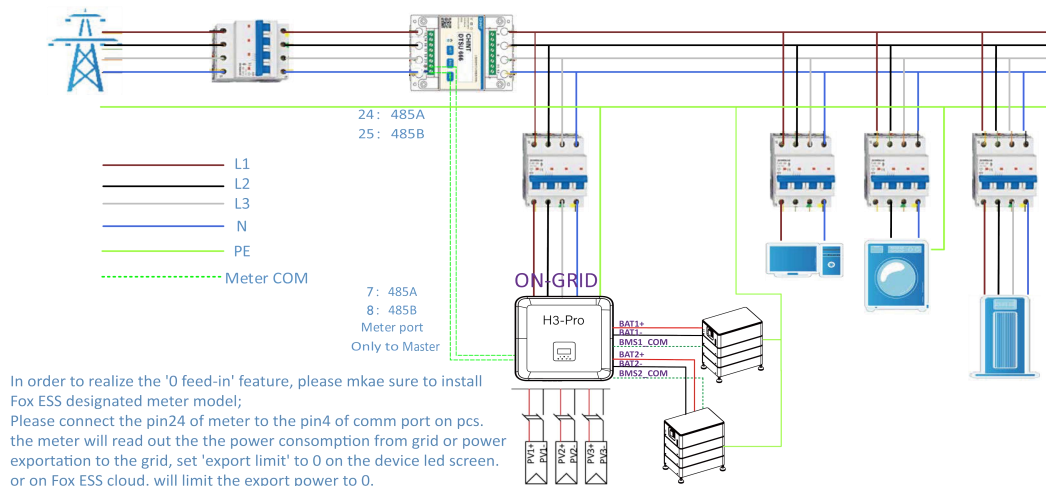 CHINT
DTSU 666
24: 485A
25: 485B
L1
L2
L3
N
PE
Meter COM
7: 485A
8: 485B
Meter port
Only to Master
ON-GRID
H3-Pro
BAT1+
BAT1-
BMS1_COM
BAT2+
BAT2-
BMS2_COM
PV1+
PV1-
PV2+
PV2-
PV3+
PV3-
In order to realize the '0 feed-in' feature, please mkae sure to install
Fox ESS designated meter model;
Please connect the pin24 of meter to the pin4 of comm port on pcs.
the meter will read out the the power consomption from grid or power
exportation to the grid, set 'export limit' to 0 on the device led screen.
or on Fox ESS cloud. will limit the export power to 0.